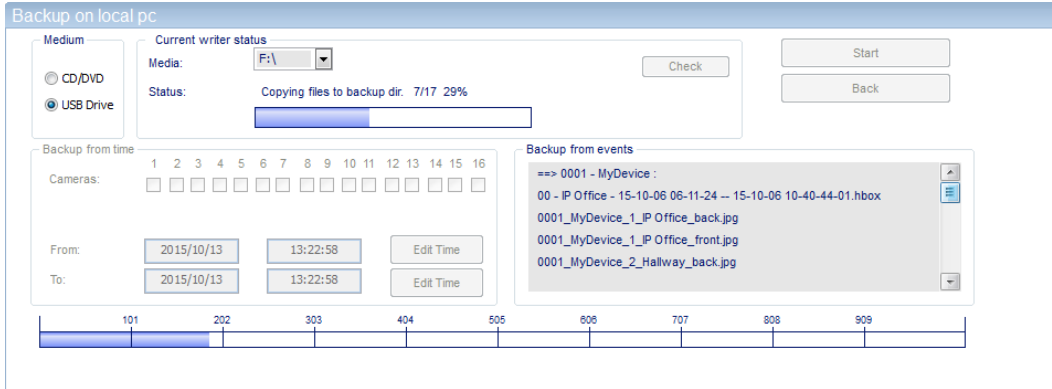 Backup on local pc
Medium
CD/DVD
USB Drive
Current writer status
Media: F:\ Check
Status: Copying files to backup dir. 7/17 29%
Start
Back
Backup from time
1 2 3 4 5 6 7 8 9 10 11 12 13 14 15 16
Cameras:
From: 2015/10/13 13:22:58 Edit Time
To: 2015/10/13 13:22:58 Edit Time
Backup from events
==> 0001 - MyDevice :
00 - IP Office - 15-10-06 06-11-24 -- 15-10-06 10-40-44-01.hbox
0001_MyDevice_1_IP Office_back.jpg
0001_MyDevice_1_IP Office_front.jpg
0001_MyDevice_2_Hallway_back.jpg
101 202 303 404 505 606 707 808 909